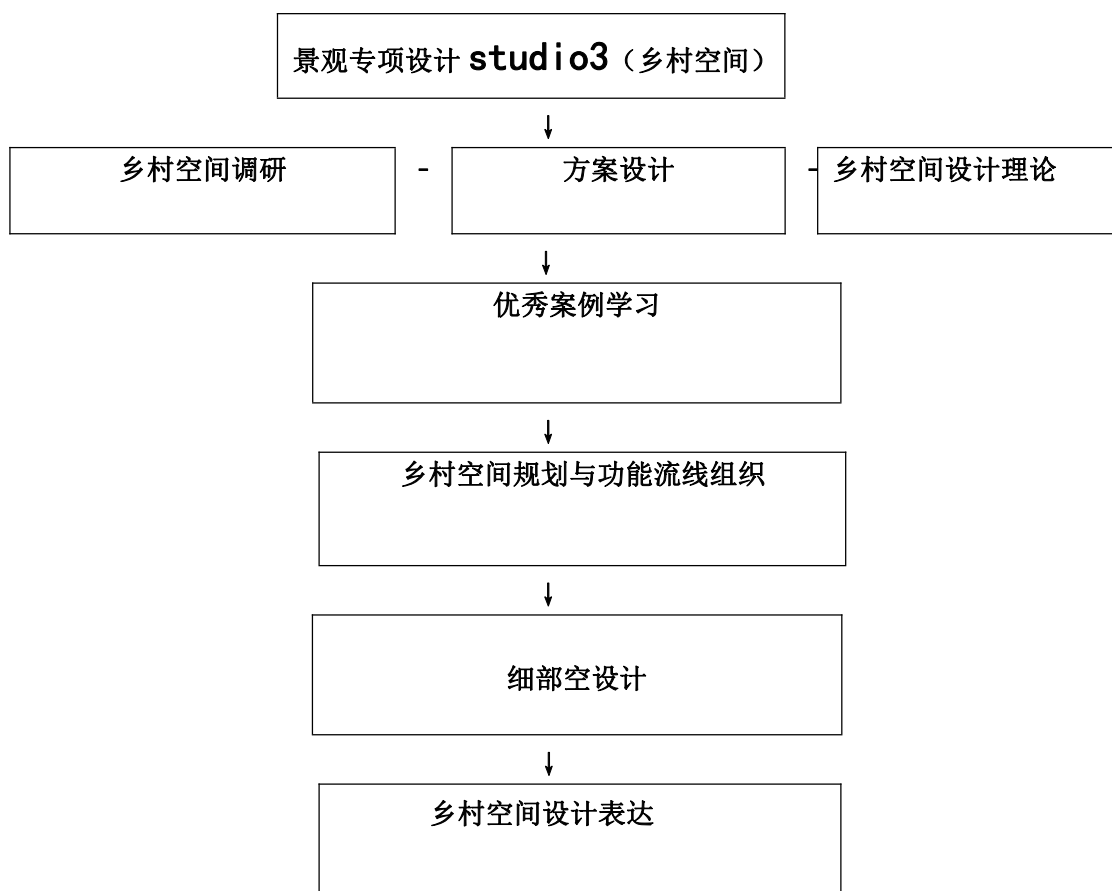 景观专项设计 studio3（乡村空间）
乡村空间调研 - 方案设计 - 乡村空间设计理论
优秀案例学习
乡村空间规划与功能流线组织
细部空设计
乡村空间设计表达